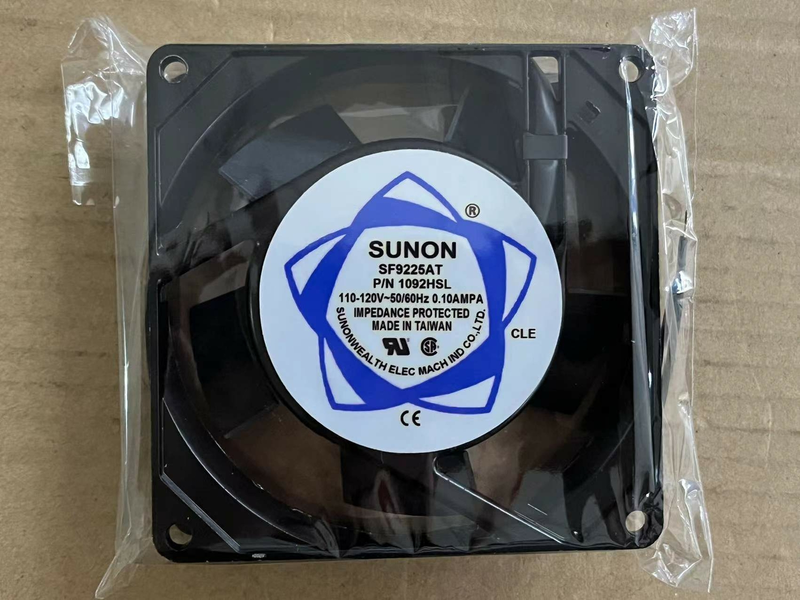 ®
SUNON
SF9225AT
P/N 1092HSL
110-120V~50/60Hz 0.10AMPA
IMPEDANCE PROTECTED
MADE IN TAIWAN
SUNONWEALTH ELEC MACH IND CO.,LTD.
CLE
CE